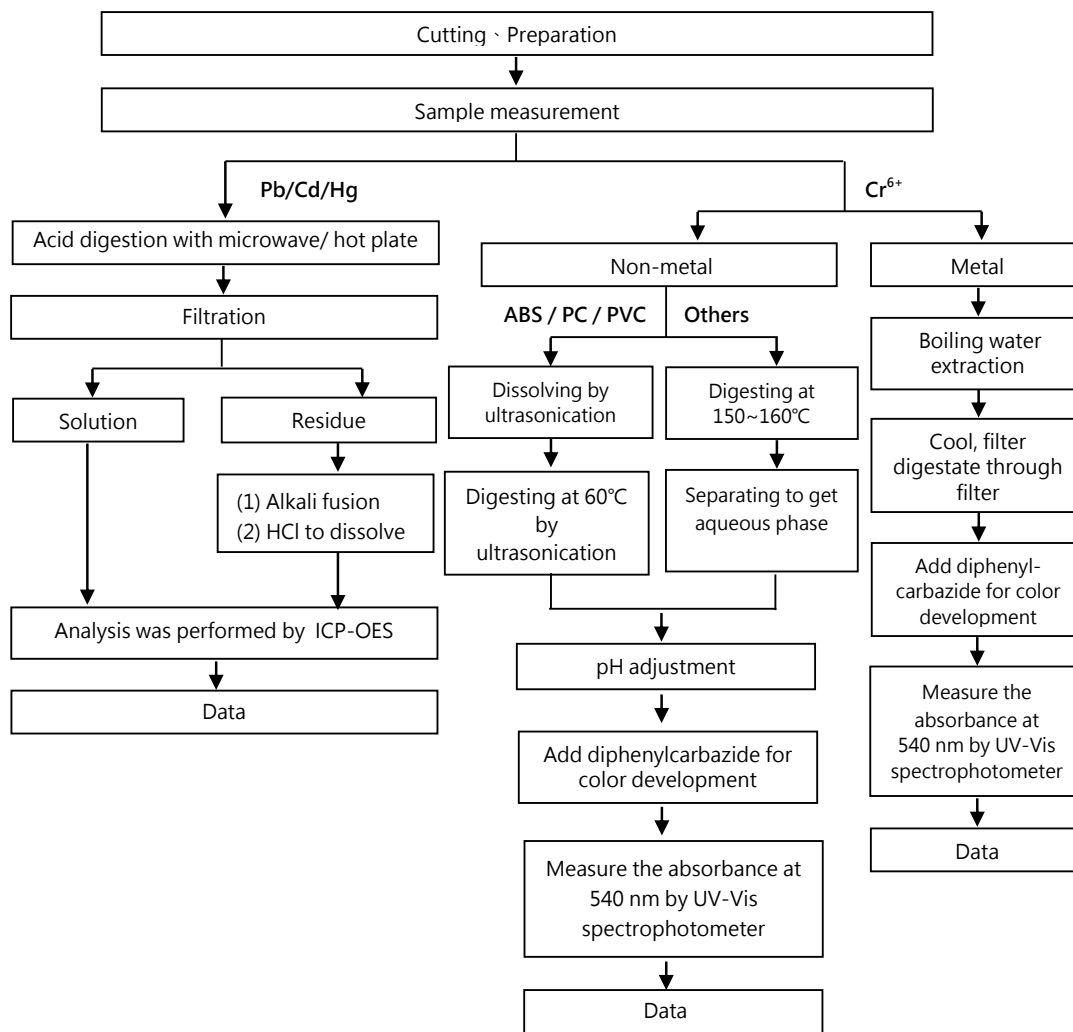 Cutting、Preparation
Sample measurement
Pb/Cd/Hg
Cr6+
Acid digestion with microwave/ hot plate
Filtration
Solution
Residue
(1) Alkali fusion
(2) HCl to dissolve
Analysis was performed by ICP-OES
Data
Non-metal
ABS / PC / PVC
Others
Dissolving by
ultrasonication
Digesting at
150~160℃
Digesting at 60℃
by
ultrasonication
Separating to get
aqueous phase
pH adjustment
Add diphenylcarbazide for
color development
Measure the absorbance at
540 nm by UV-Vis
spectrophotometer
Data
Metal
Boiling water
extraction
Cool, filter
digestate through
filter
Add diphenyl-
carbazide for color
development
Measure the
absorbance at
540 nm by UV-Vis
spectrophotometer
Data